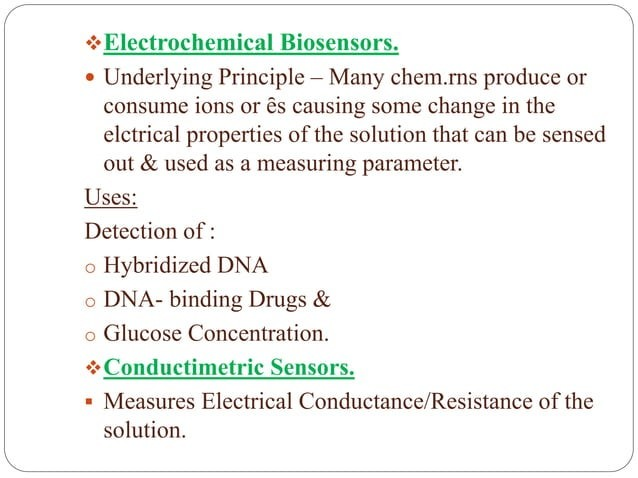 ❖Electrochemical Biosensors.
• Underlying Principle – Many chem.rns produce or
consume ions or ȇs causing some change in the
elctrical properties of the solution that can be sensed
out & used as a measuring parameter.
Uses:
Detection of :
o Hybridized DNA
o DNA- binding Drugs &
o Glucose Concentration.
❖Conductimetric Sensors.
▪ Measures Electrical Conductance/Resistance of the
solution.